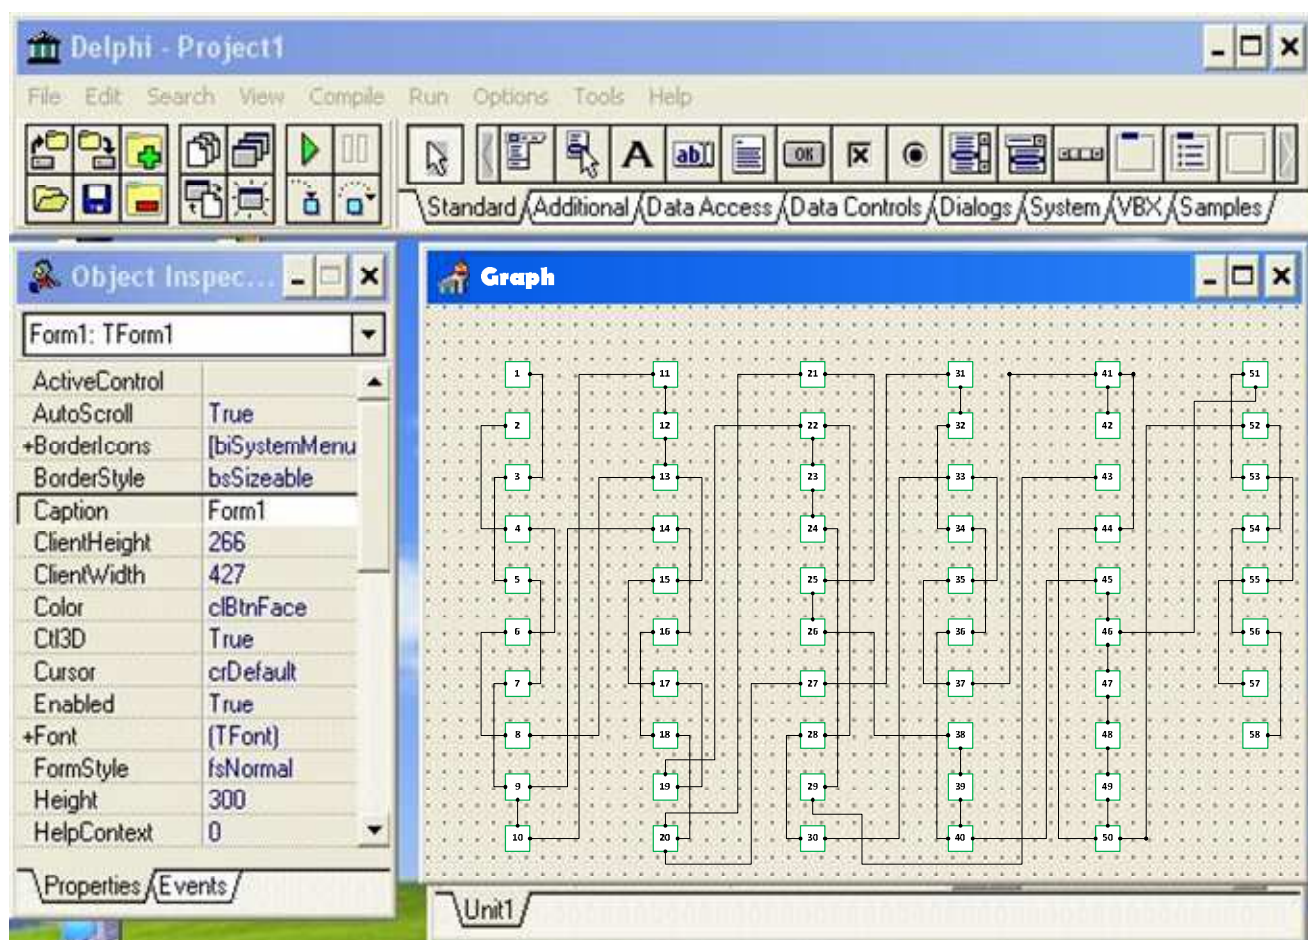 Delphi - Project1
File Edit Search View Compile Run Options Tools Help
A ab OK
Standard Additional Data Access Data Controls Dialogs System VBX Samples
Object Inspec...
Form1: TForm1
ActiveControl
AutoScroll True
+BorderIcons [biSystemMenu
BorderStyle bsSizeable
Caption Form1
ClientHeight 266
ClientWidth 427
Color clBtnFace
Ctl3D True
Cursor crDefault
Enabled True
+Font (TFont)
FormStyle fsNormal
Height 300
HelpContext 0
Properties Events
Graph
1 11 21 31 41 51
2 12 22 32 42 52
3 13 23 33 43 53
4 14 24 34 44 54
5 15 25 35 45 55
6 16 26 36 46 56
7 17 27 37 47 57
8 18 28 38 48 58
9 19 29 39 49
10 20 30 40 50
Unit1